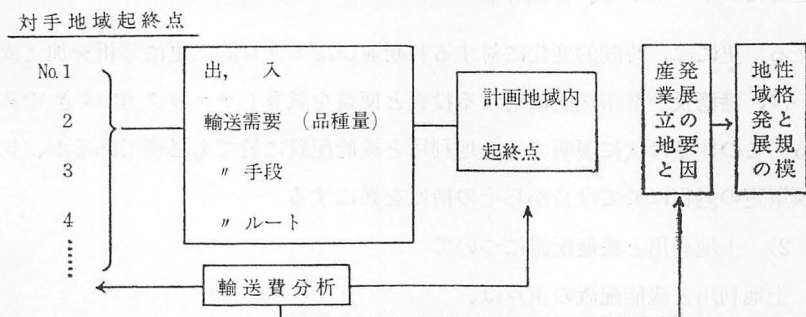 対手地域起終点
No.1
2
3
4
出,　入
輸送需要 (品種量)
〃 手段
〃 ルート
計画地域内
起終点
発展の要因
産業立地と
性格と規模
地域発展の
輸送費分析